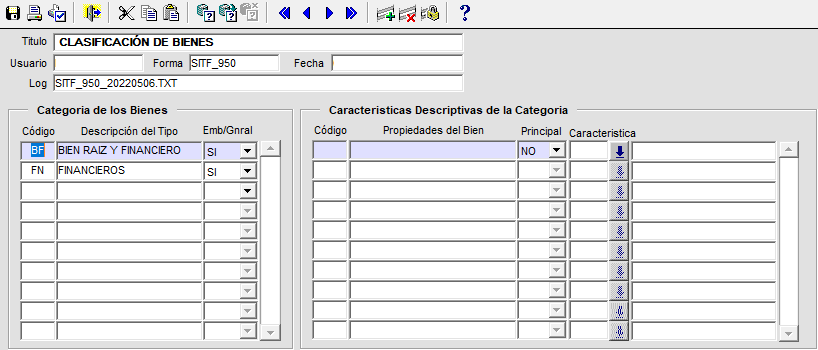 ?
Titulo CLASIFICACIÓN DE BIENES
Usuario Forma SITF_950 Fecha
Log SITF_950_20220506.TXT
Categoria de los Bienes
Código Descripción del Tipo Emb/Gnral
BF BIEN RAIZ Y FINANCIERO SI
FN FINANCIEROS SI
Caracteristicas Descriptivas de la Categoria
Código Propiedades del Bien Principal Caracteristica
NO